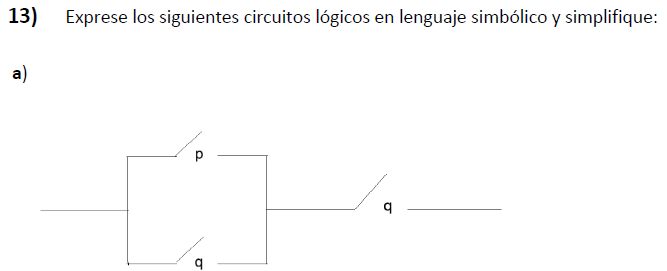 13) Exprese los siguientes circuitos lógicos en lenguaje simbólico y simplifique:
a)
p
q
q